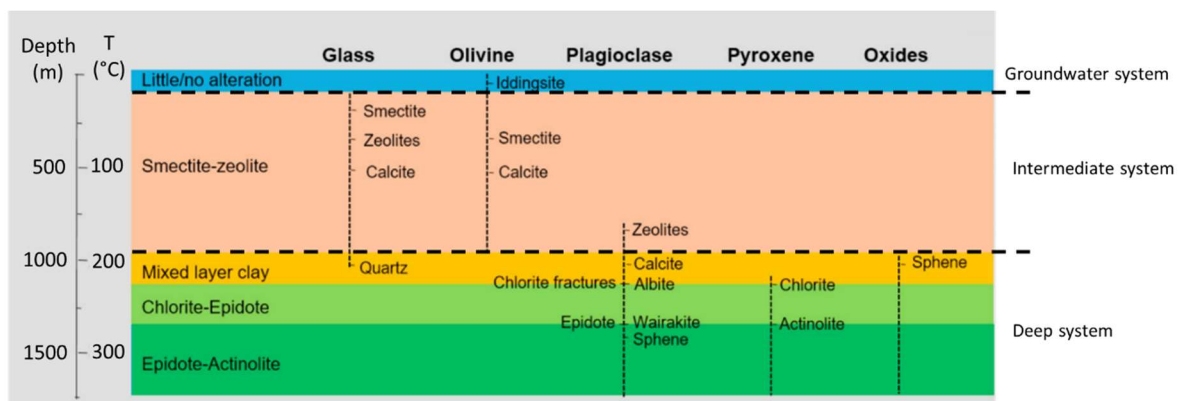 Depth
(m)
T
(°C)
Glass
Olivine
Plagioclase
Pyroxene
Oxides
Little/no alteration
Iddingsite
Groundwater system
Smectite
Zeolites
Smectite
500
100
Smectite-zeolite
Calcite
Calcite
Intermediate system
Zeolites
1000
200
Mixed layer clay
Quartz
Calcite
Sphene
Chlorite fractures
Albite
Chlorite
Chlorite-Epidote
Epidote
Wairakite
Actinolite
Deep system
Sphene
1500
300
Epidote-Actinolite